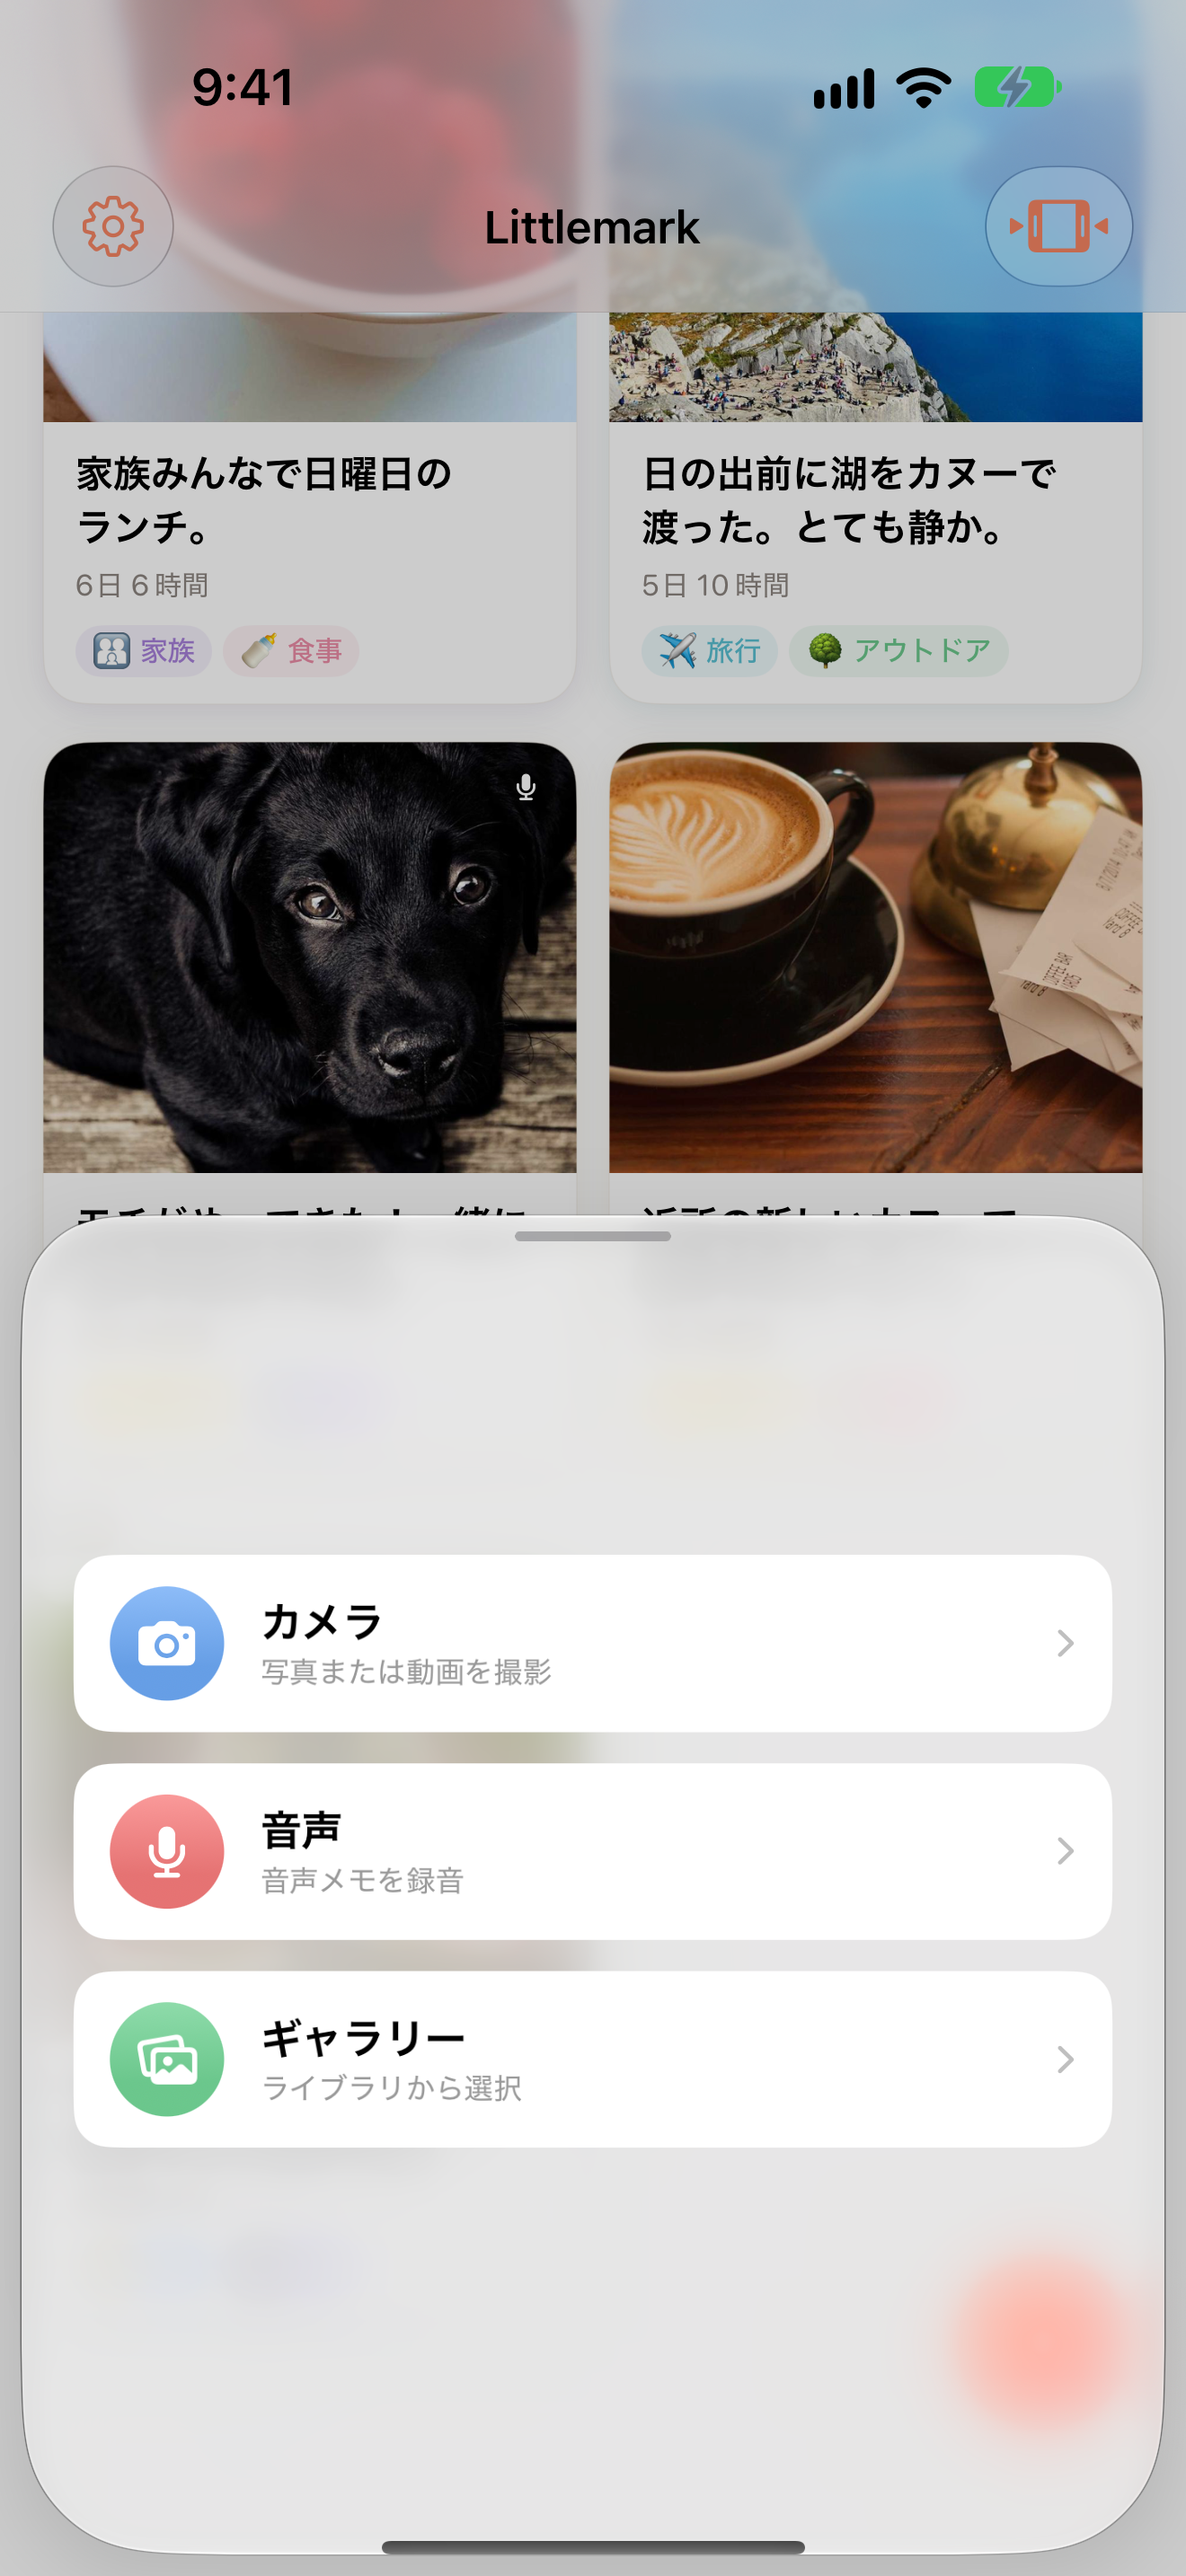 9:41
Littlemark
家族みんなで日曜日の
ランチ。
6日 6 時間
家族 食事
日の出前に湖をカヌーで
渡った。とても静か。
5日 10 時間
旅行 アウトドア
カメラ
写真または動画を撮影
音声
音声メモを録音
ギャラリー
ライブラリから選択